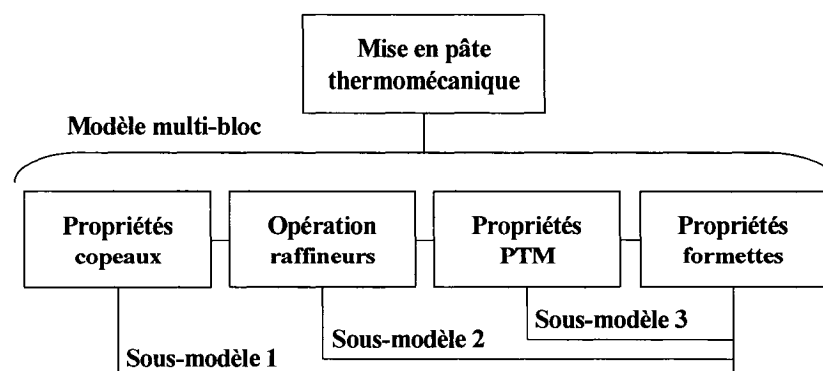 Mise en pâte
thermomécanique
Modèle multi-bloc
Propriétés
copeaux
Opération
raffineurs
Propriétés
PTM
Propriétés
formettes
Sous-modèle 3
Sous-modèle 2
Sous-modèle 1